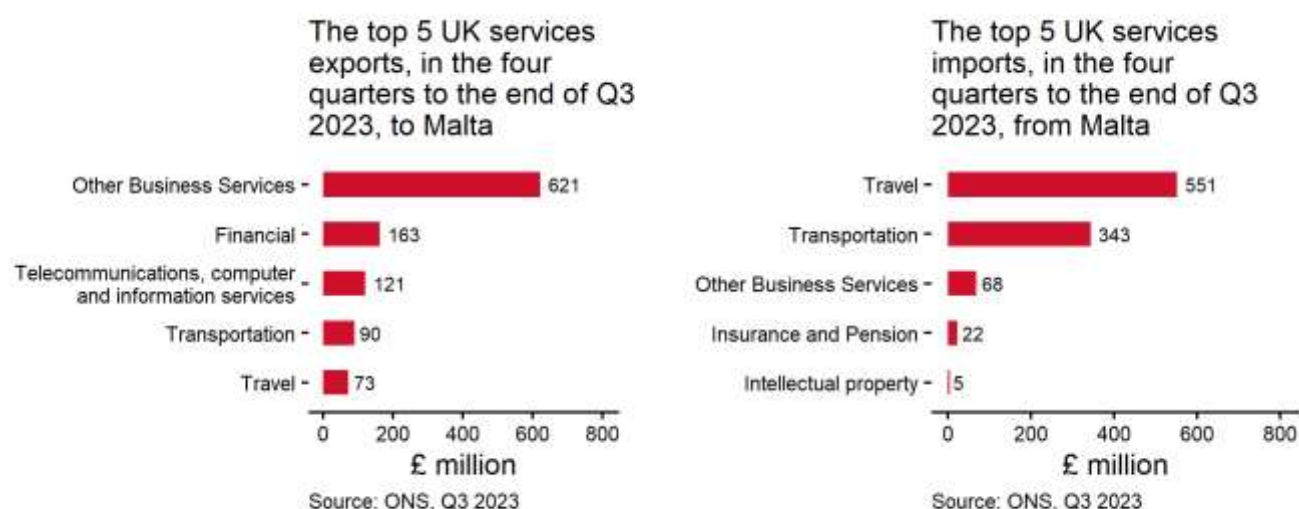 The top 5 UK services
exports, in the four
quarters to the end of Q3
2023, to Malta
Other Business Services
621
Financial
163
Telecommunications, computer
and information services
121
Transportation
90
Travel
73
0 200 400 600 800
£ million
Source: ONS, Q3 2023
The top 5 UK services
imports, in the four
quarters to the end of Q3
2023, from Malta
Travel
551
Transportation
343
Other Business Services
68
Insurance and Pension
22
Intellectual property
5
0 200 400 600 800
£ million
Source: ONS, Q3 2023